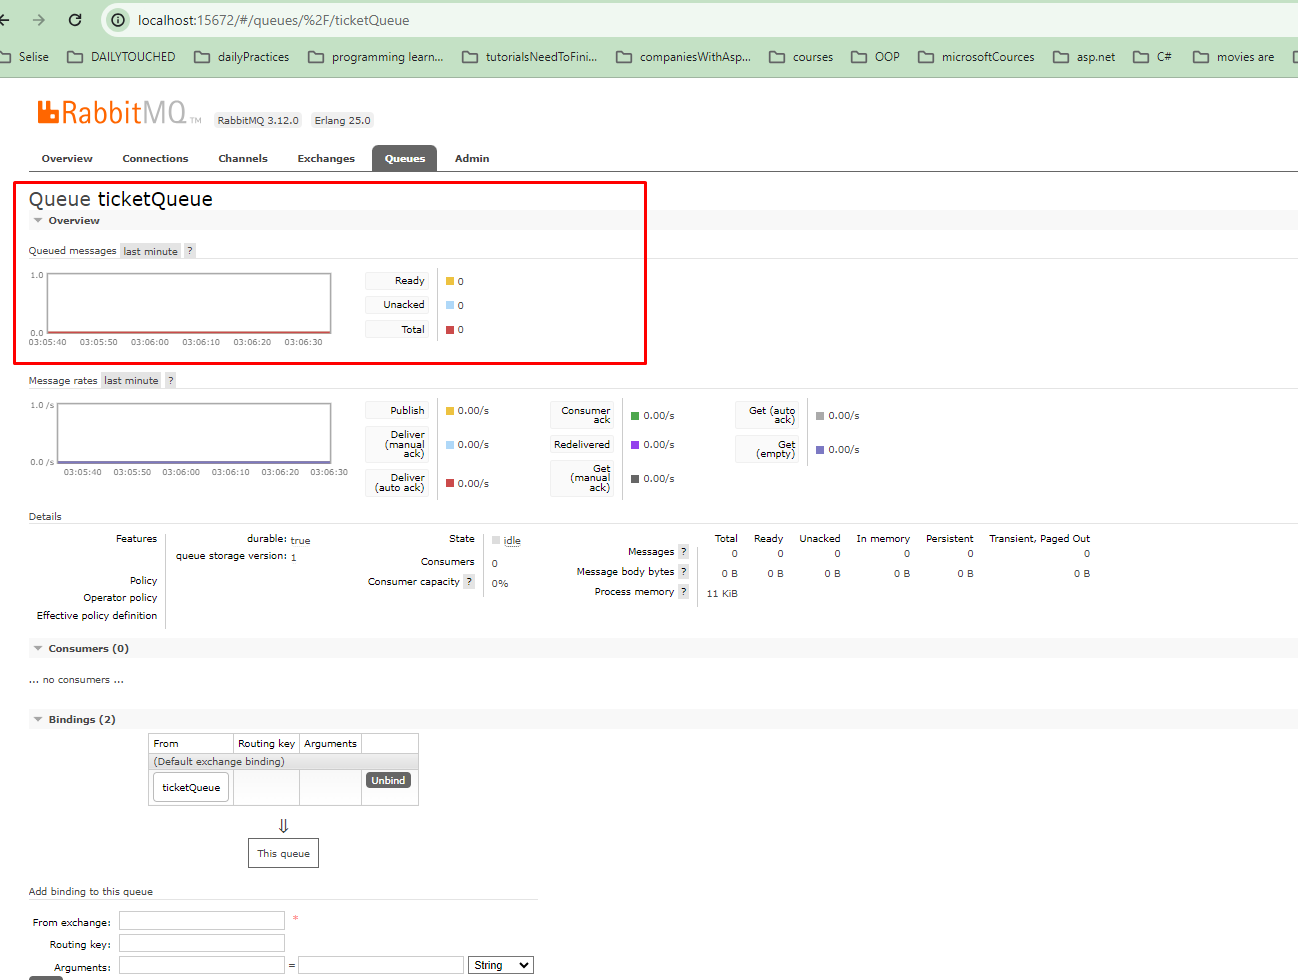 localhost:15672/#/queues/%2F/ticketQueue
Selise DAILYTOUCHED dailyPractices programming learn... tutorialsNeedToFini... companiesWithAsp... courses OOP microsoftCources asp.net C# movies are
RabbitMQ TM RabbitMQ 3.12.0 Erlang 25.0
Overview Connections Channels Exchanges Queues Admin
Queue ticketQueue
Overview
Queued messages last minute ?
1.0
0.0
03:05:40 03:05:50 03:06:00 03:06:10 03:06:20 03:06:30
Ready 0
Unacked 0
Total 0
Message rates last minute ?
1.0 /s
0.0 /s
03:05:40 03:05:50 03:06:00 03:06:10 03:06:20 03:06:30
Publish 0.00/s
Deliver (manual ack) 0.00/s
Deliver (auto ack) 0.00/s
Consumer ack 0.00/s
Redelivered 0.00/s
Get (manual ack) 0.00/s
Get (auto ack) 0.00/s
Get (empty) 0.00/s
Details
Features durable: true
queue storage version: 1
Policy
Operator policy
Effective policy definition
State idle
Consumers 0
Consumer capacity ? 0%
Total Ready Unacked In memory Persistent Transient, Paged Out
Messages ? 0 0 0 0 0 0
Message body bytes ? 0 B 0 B 0 B 0 B 0 B 0 B
Process memory ? 11 KiB
Consumers (0)
... no consumers ...
Bindings (2)
From Routing key Arguments
(Default exchange binding)
ticketQueue Unbind
⇓
This queue
Add binding to this queue
From exchange: *
Routing key:
Arguments: = String